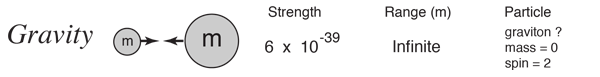 Gravity
m
m
Strength
6 x 10-39
Range (m)
Infinite
Particle
graviton ?
mass = 0
spin = 2